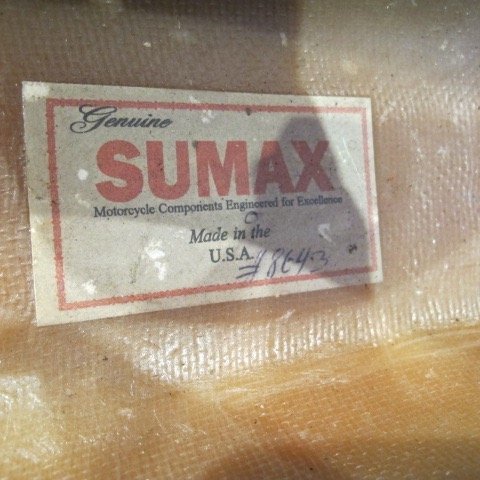 Genuine
SUMAX
Motorcycle Components Engineered for Excellence
Made in the
U.S.A. #8643